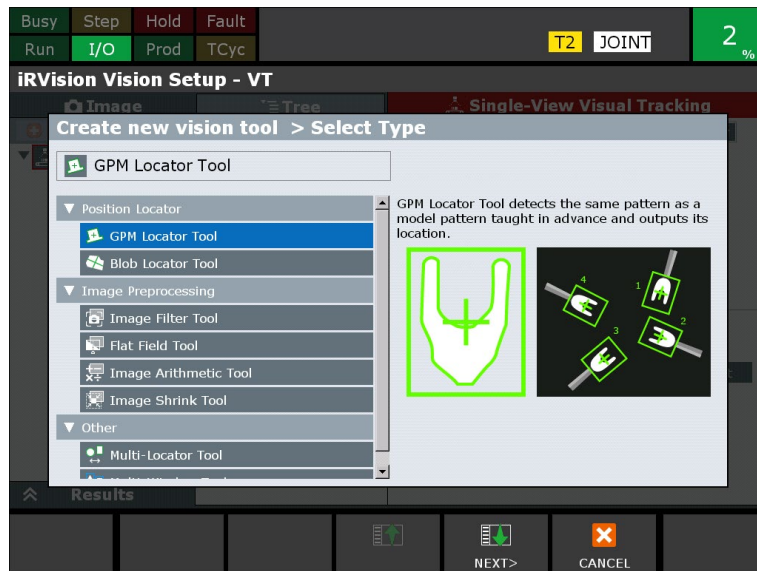 Busy Step Hold Fault
Run I/O Prod TCyc
T2 JOINT
2 %
iRVision Vision Setup - VT
Image Tree Single-View Visual Tracking
Create new vision tool > Select Type
GPM Locator Tool
Position Locator
GPM Locator Tool
Blob Locator Tool
Image Preprocessing
Image Filter Tool
Flat Field Tool
Image Arithmetic Tool
Image Shrink Tool
Other
Multi-Locator Tool
GPM Locator Tool detects the same pattern as a
model pattern taught in advance and outputs its
location.
4
1
2
3
Results
NEXT>
CANCEL